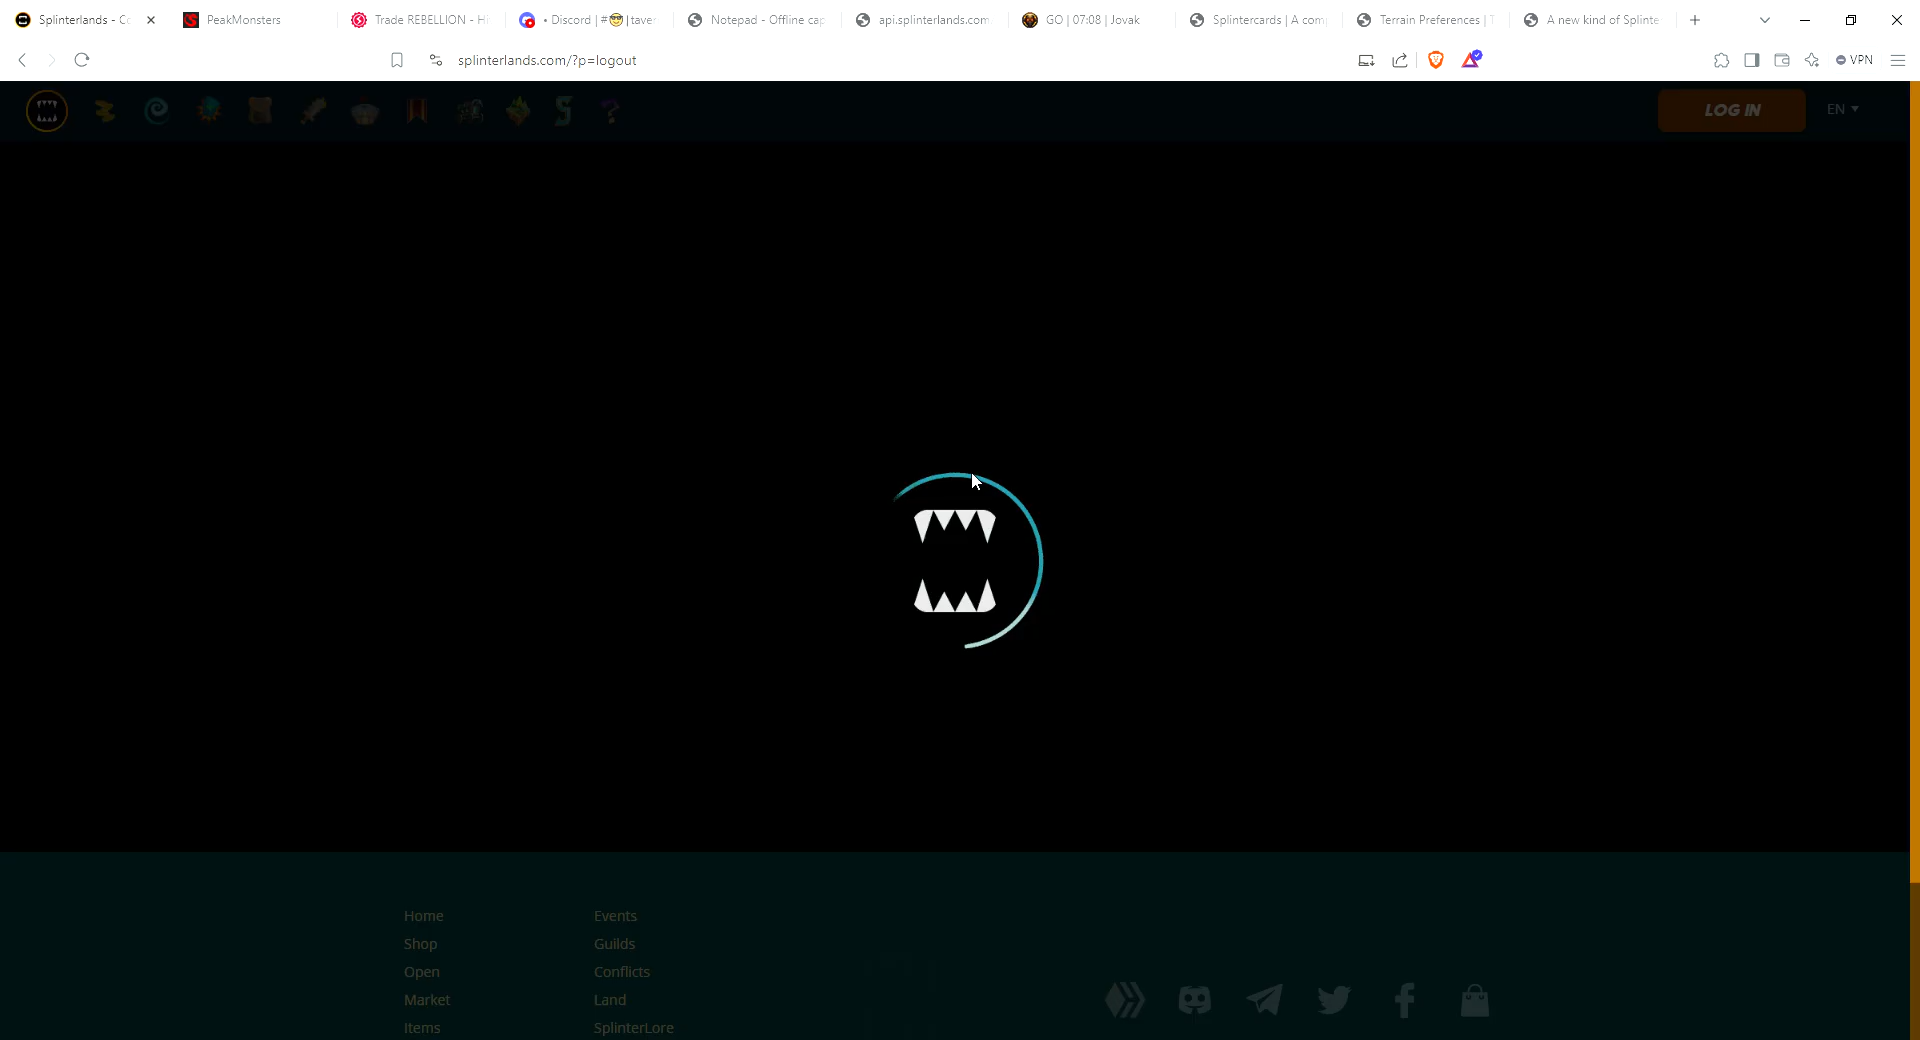 Splinterlands - Co
PeakMonsters
Trade REBELLION - Hi
• Discord | #😎|tave
Notepad - Offline cap
api.splinterlands.com
GO | 07:08 | Jovak
Splintercards | A com
Terrain Preferences | T
A new kind of Splinte
splinterlands.com/?p=logout
VPN
LOG IN
EN
Home
Events
Shop
Guilds
Open
Conflicts
Market
Land
Items
SplinterLore